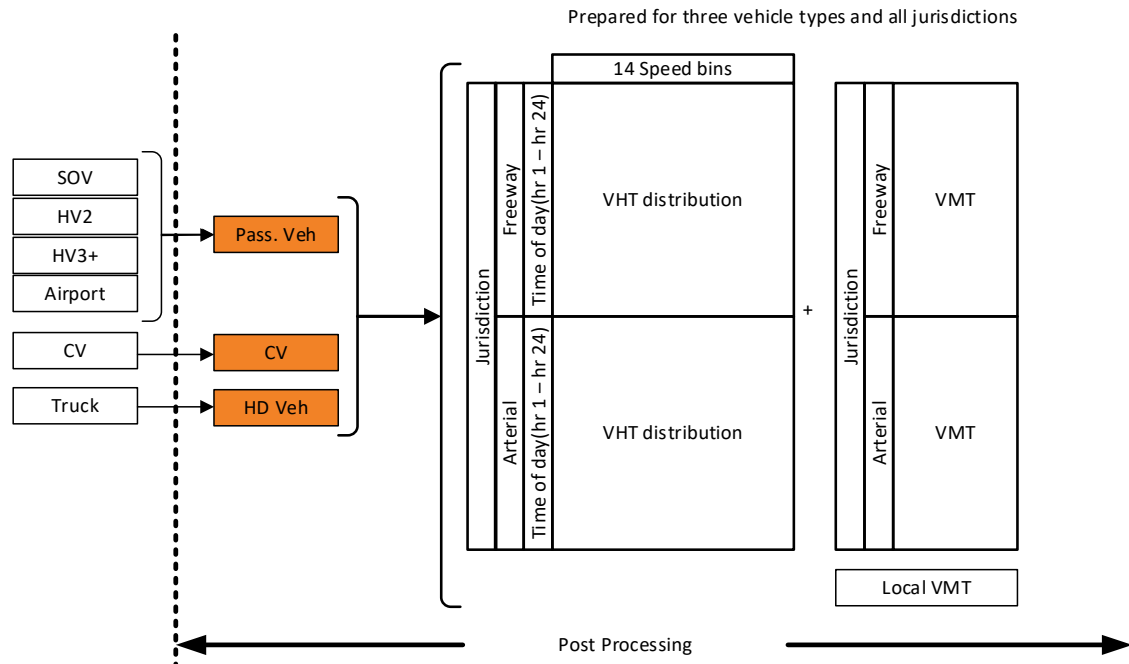 Prepared for three vehicle types and all jurisdictions
14 Speed bins
SOV
HV2
HV3+
Airport
CV
Truck
Pass. Veh
CV
HD Veh
Jurisdiction
Freeway
Time of day(hr 1 – hr 24)
VHT distribution
Arterial
Time of day(hr 1 – hr 24)
VHT distribution
+
Jurisdiction
Freeway
VMT
Arterial
VMT
Local VMT
Post Processing